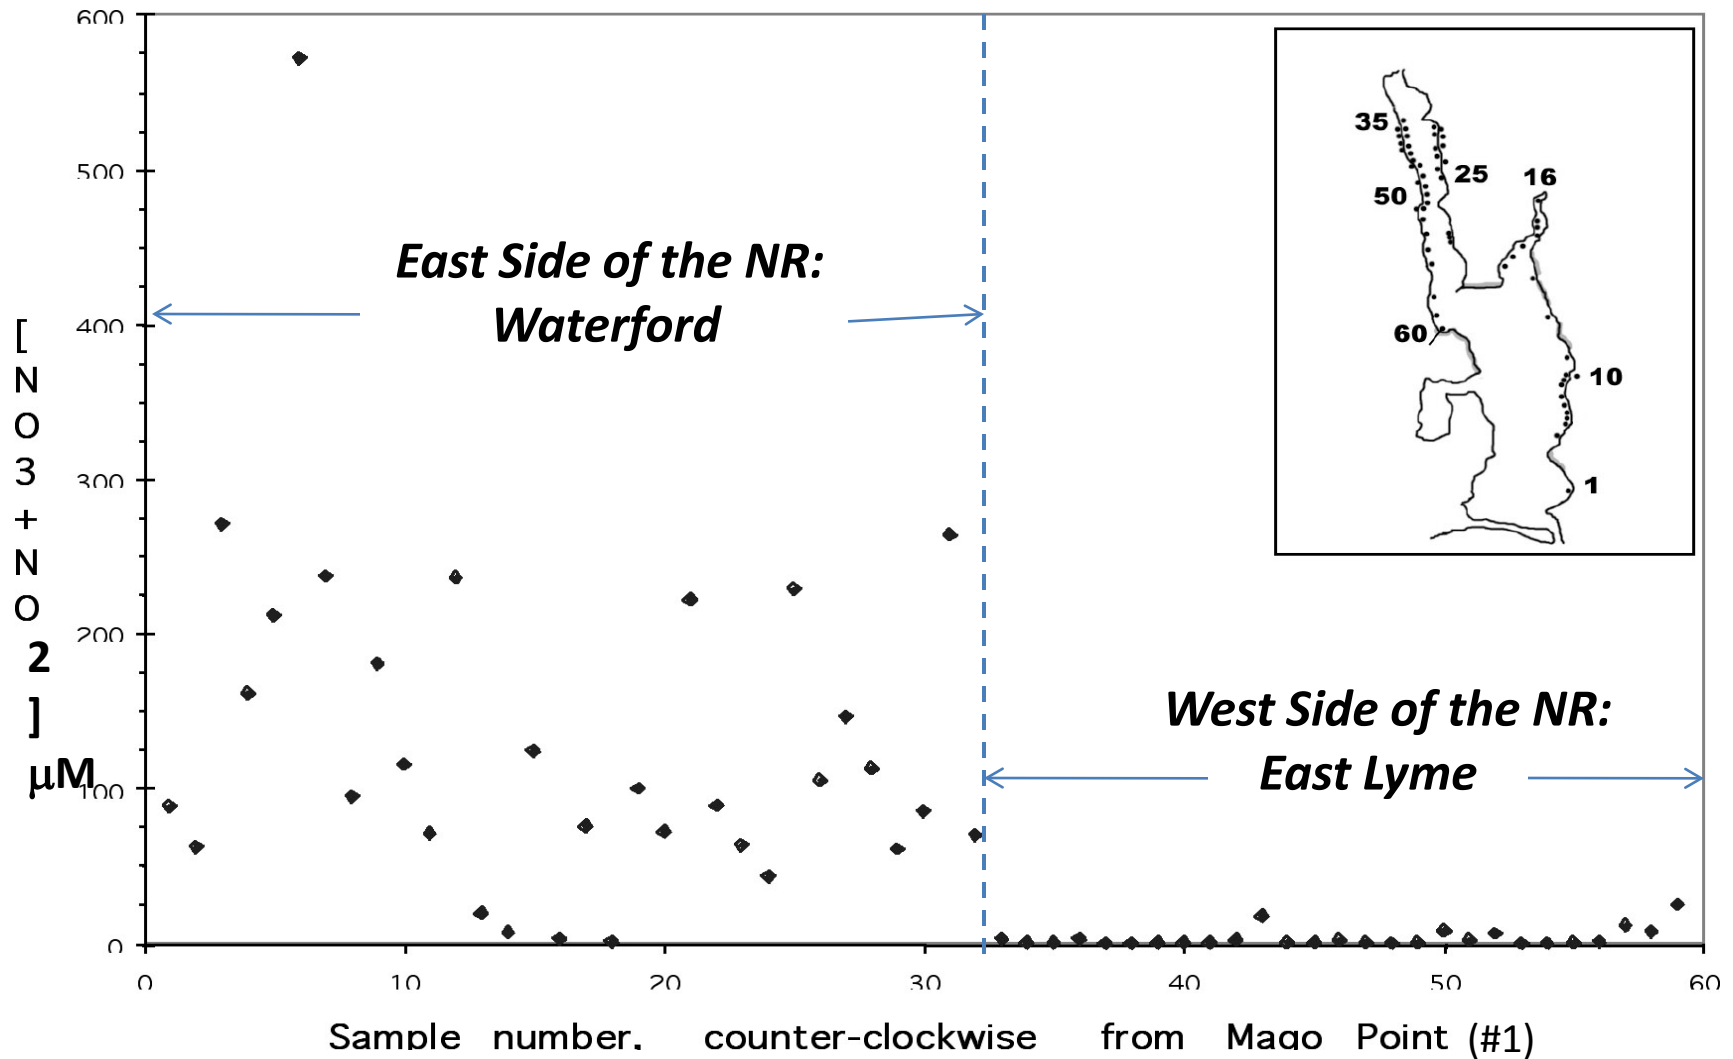 600
500
400
300
200
100
0
[
N
O
3
+
N
O
2
]
μM
East Side of the NR:
Waterford
West Side of the NR:
East Lyme
35
25
16
50
60
10
1
0 10 20 30 40 50 60
Sample number, counter-clockwise from Mago Point (#1)